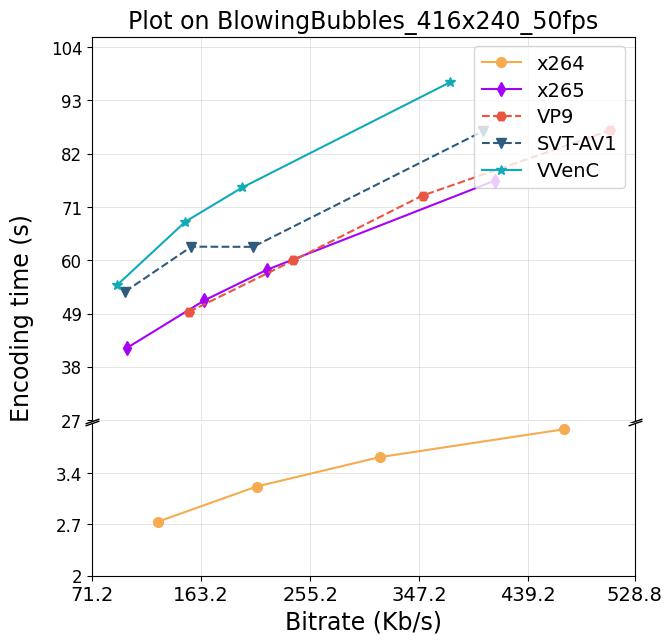 Plot on BlowingBubbles_416x240_50fps
104
93
82
71
60
49
38
27
3.4
2.7
2
Encoding time (s)
x264
x265
VP9
SVT-AV1
VVenC
71.2 163.2 255.2 347.2 439.2 528.8
Bitrate (Kb/s)